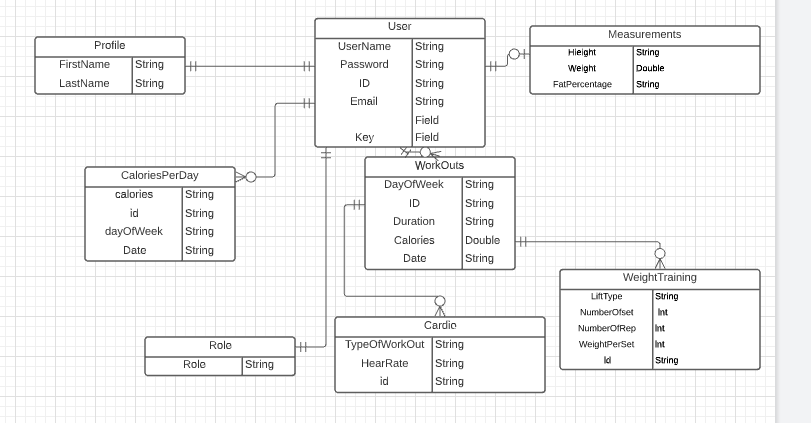 Profile
FirstName String
LastName String
User
UserName String
Password String
ID String
Email String
Field
Key Field
Measurements
Hieight String
Weight Double
FatPercentage String
CaloriesPerDay
calories String
id String
dayOfWeek String
Date String
WorkOuts
DayOfWeek String
ID String
Duration String
Calories Double
Date String
WeightTraining
LiftType String
NumberOfset Int
NumberOfRep Int
WeightPerSet Int
Id String
Role
Role String
Cardio
TypeOfWorkOut String
HearRate String
id String